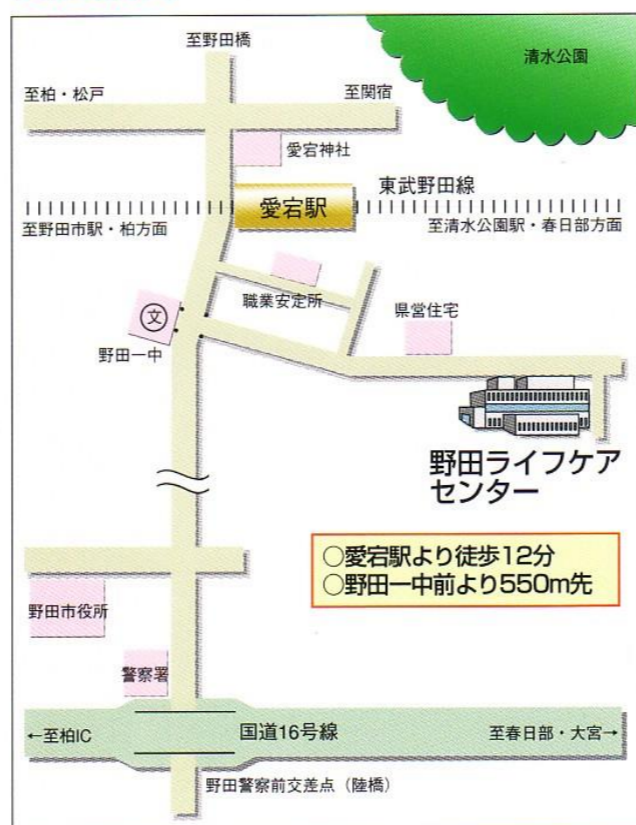 至野田橋
清水公園
至柏・松戸
至関宿
愛宕神社
東武野田線
愛宕駅
至野田市駅・柏方面
至清水公園駅・春日部方面
職業安定所
県営住宅
文
野田一中
野田ライフケア
センター
○愛宕駅より徒歩12分
○野田一中前より550m先
野田市役所
警察署
←至柏IC
国道16号線
至春日部・大宮→
野田警察前交差点（陸橋）